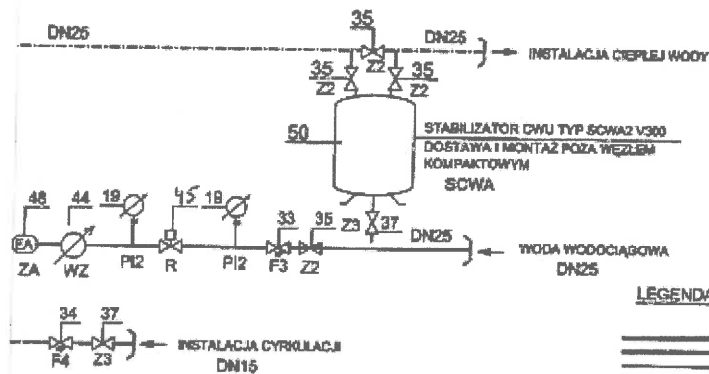 35
DN25
DN25
INSTALACJA CIEPŁEJ WODY
Z2
35
35
Z2
Z2
50
STABILIZATOR CWU TYP SCWA2 V300
DOSTAWA I MONTAŻ POZA WĘZŁEM
KOMPAKTOWYM
SCWA
48
44
19
45
19
33
35
Z3
37
DN25
EA
ZA
WZ
PI2
R
PI2
F3
Z2
WODA WODOCIĄGOWA
DN25
LEGENDA
34
37
F4
Z3
INSTALACJA CYRKULACJI
DN15